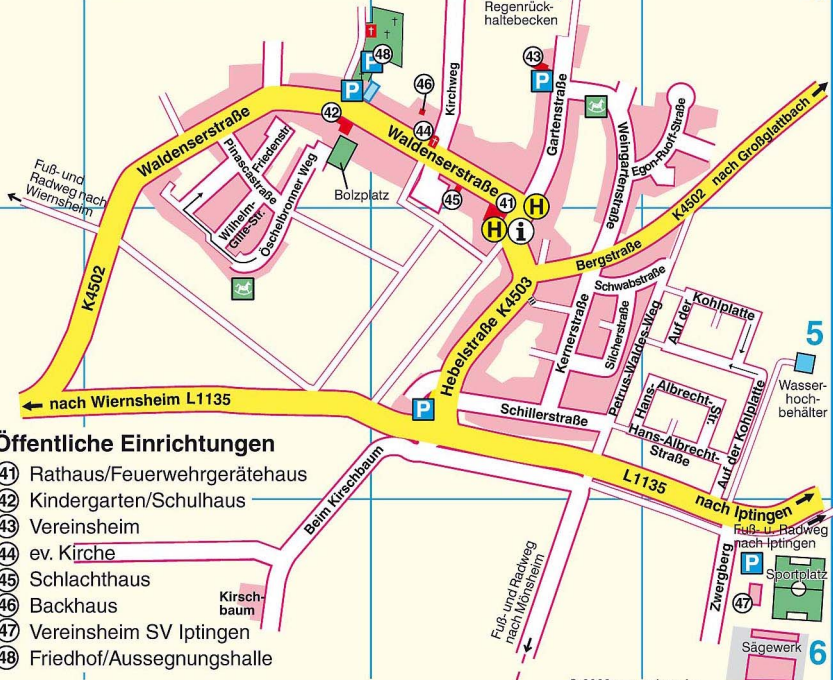 Regenrück-
haltebecken
43
48
P
P
P
46
42
44
Kirchweg
Gartenstraße
Weingartenstraße
Egon-Ruoff-Straße
K4502 nach Großglattbach
Waldenserstraße
Waldenserstraße
Pinascastraße
Friedenstr.
Wilhelm-
Gille-Str.
Öschelbronner Weg
Bolzplatz
Fuß- und
Radweg nach
Wiernsheim
45
41
H
H
i
K4502
Bergstraße
Schwabstraße
Hebelstraße K4503
Kernerstraße
Silcherstraße
Petrus-Waldes-Weg
Auf der
Kohlplatte
5
Wasser-
hoch-
behälter
Hans-
Albrecht-
Str.
Hans-Albrecht-
Straße
Auf der Kohlplatte
nach Wiernsheim L1135
P
Schillerstraße
L1135
nach Iptingen
Fuß- u. Radweg
nach Iptingen
Beim Kirschbaum
Kirsch-
baum
Fuß- und Radweg
nach Mönsheim
Zwergberg
P
Sportplatz
47
Sägewerk
6
Öffentliche Einrichtungen
41 Rathaus/Feuerwehrgerätehaus
42 Kindergarten/Schulhaus
43 Vereinsheim
44 ev. Kirche
45 Schlachthaus
46 Backhaus
47 Vereinsheim SV Iptingen
48 Friedhof/Aussegnungshalle